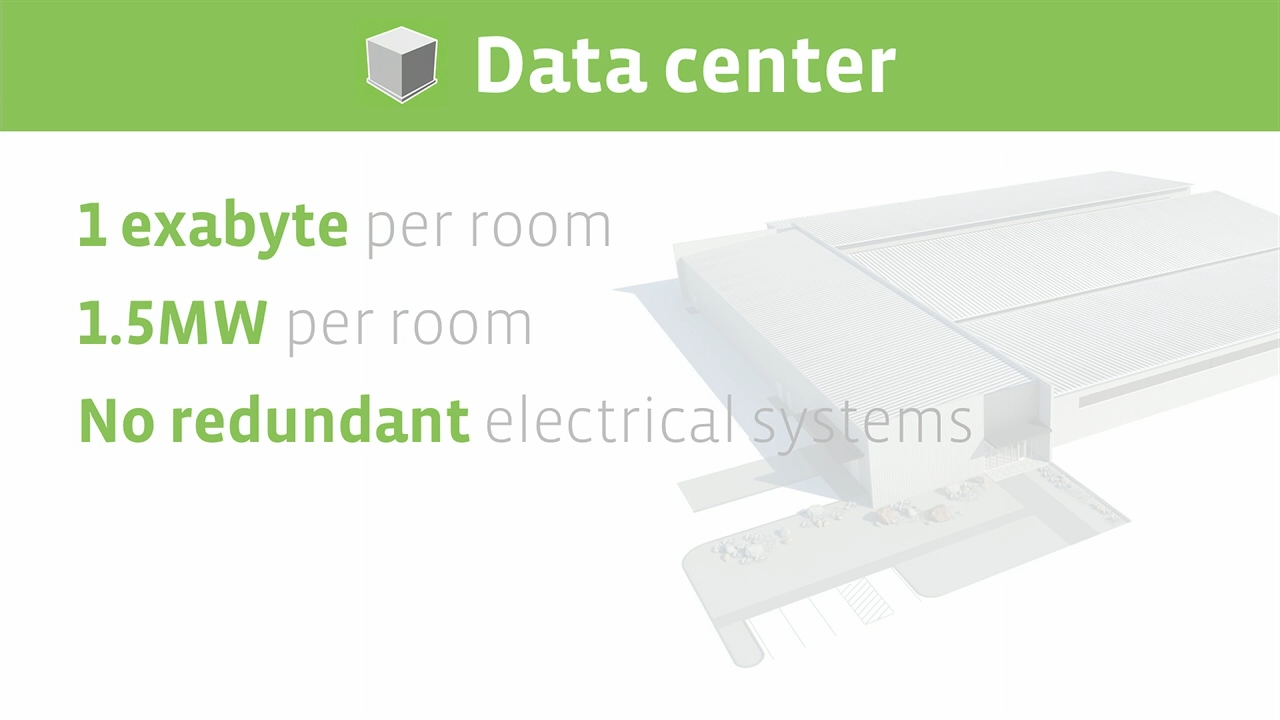 Data center
1 exabyte per room
1.5MW per room
No redundant electrical systems